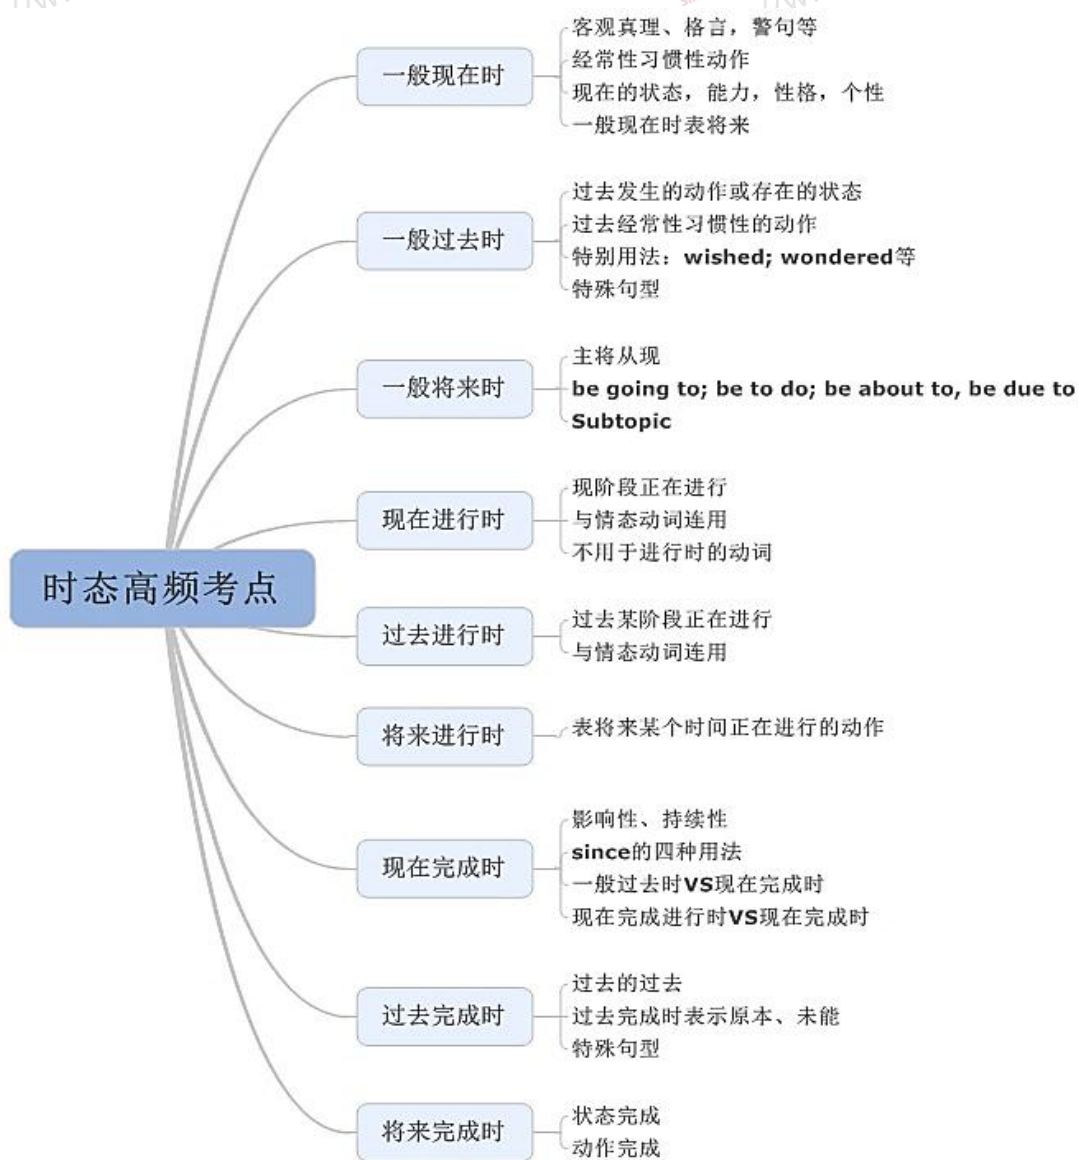 一般现在时
客观真理、格言，警句等
经常性习惯性动作
现在的状态，能力，性格，个性
一般现在时表将来
一般过去时
过去发生的动作或存在的状态
过去经常性习惯性的动作
特别用法：wished; wondered等
特殊句型
一般将来时
主将从现
be going to; be to do; be about to, be due to
Subtopic
现在进行时
现阶段正在进行
与情态动词连用
不用于进行时的动词
时态高频考点
过去进行时
过去某阶段正在进行
与情态动词连用
将来进行时
表将来某个时间正在进行的动作
现在完成时
影响性、持续性
since的四种用法
一般过去时VS现在完成时
现在完成进行时VS现在完成时
过去完成时
过去的过去
过去完成时表示原本、未能
特殊句型
将来完成时
状态完成
动作完成